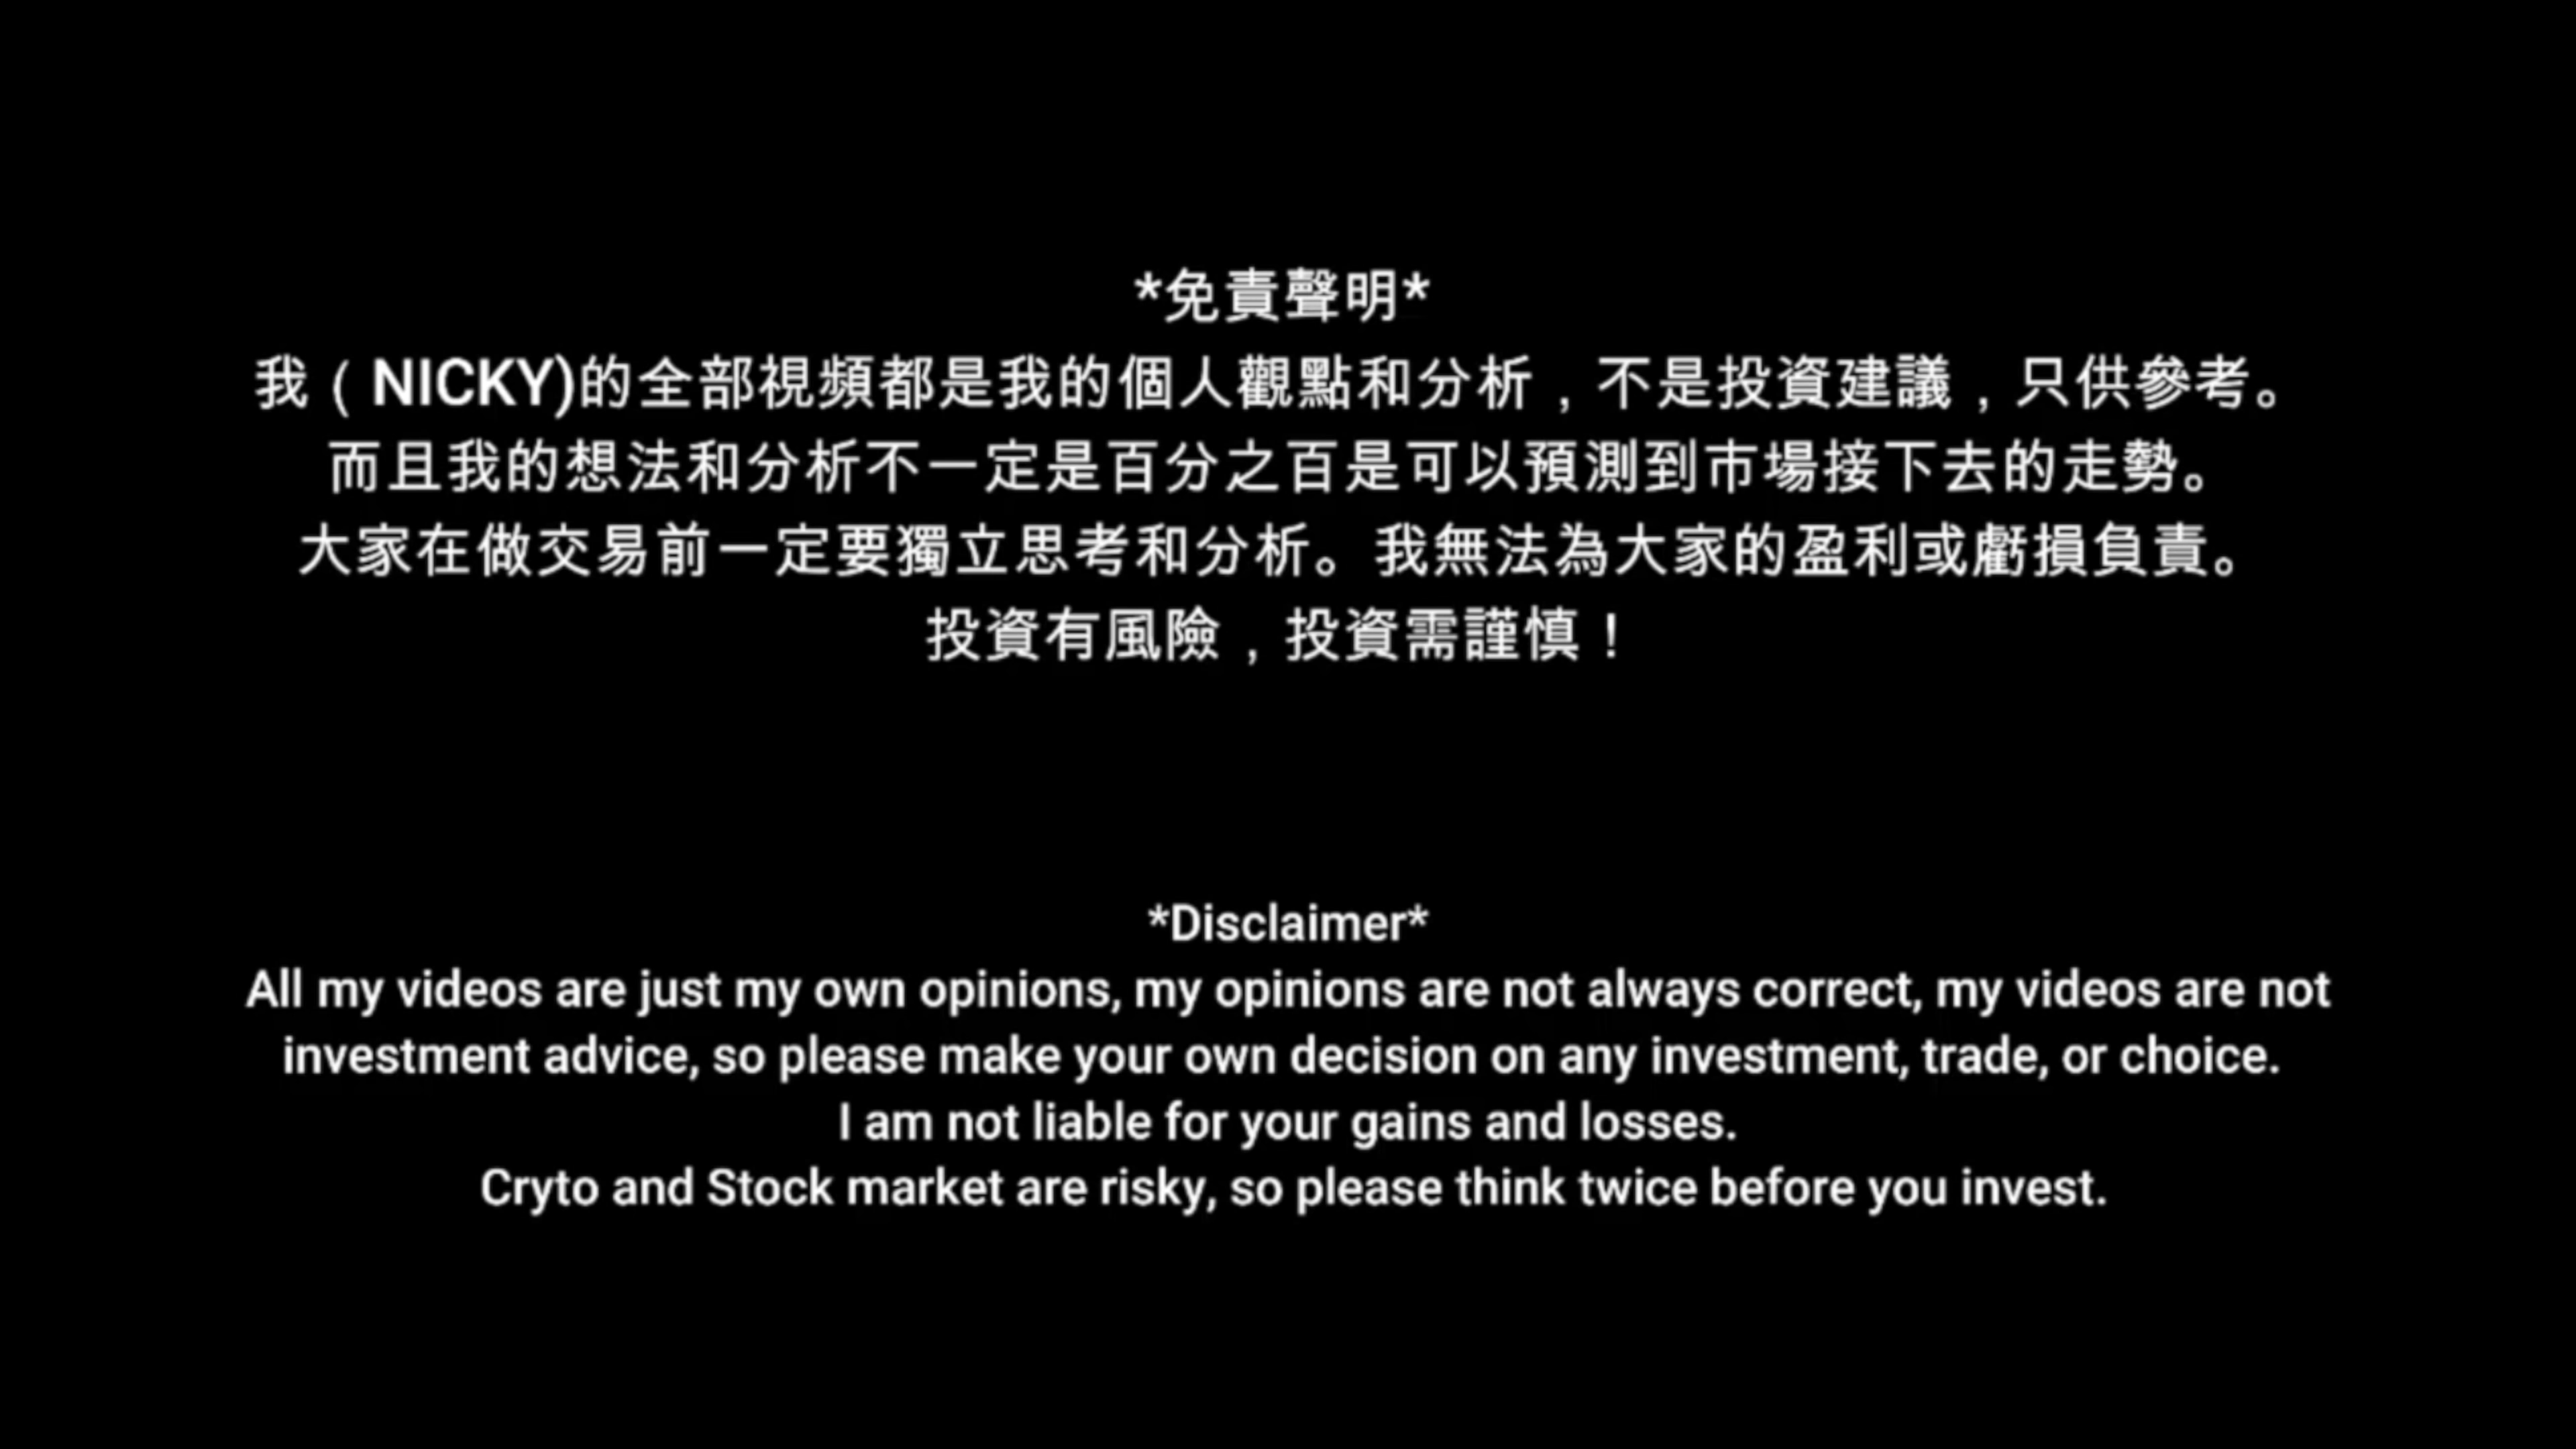 *免責聲明*
我（NICKY)的全部視頻都是我的個人觀點和分析，不是投資建議，只供參考。
而且我的想法和分析不一定是百分之百是可以預測到市場接下去的走勢。
大家在做交易前一定要獨立思考和分析。我無法為大家的盈利或虧損負責。
投資有風險，投資需謹慎！
*Disclaimer*
All my videos are just my own opinions, my opinions are not always correct, my videos are not
investment advice, so please make your own decision on any investment, trade, or choice.
I am not liable for your gains and losses.
Cryto and Stock market are risky, so please think twice before you invest.